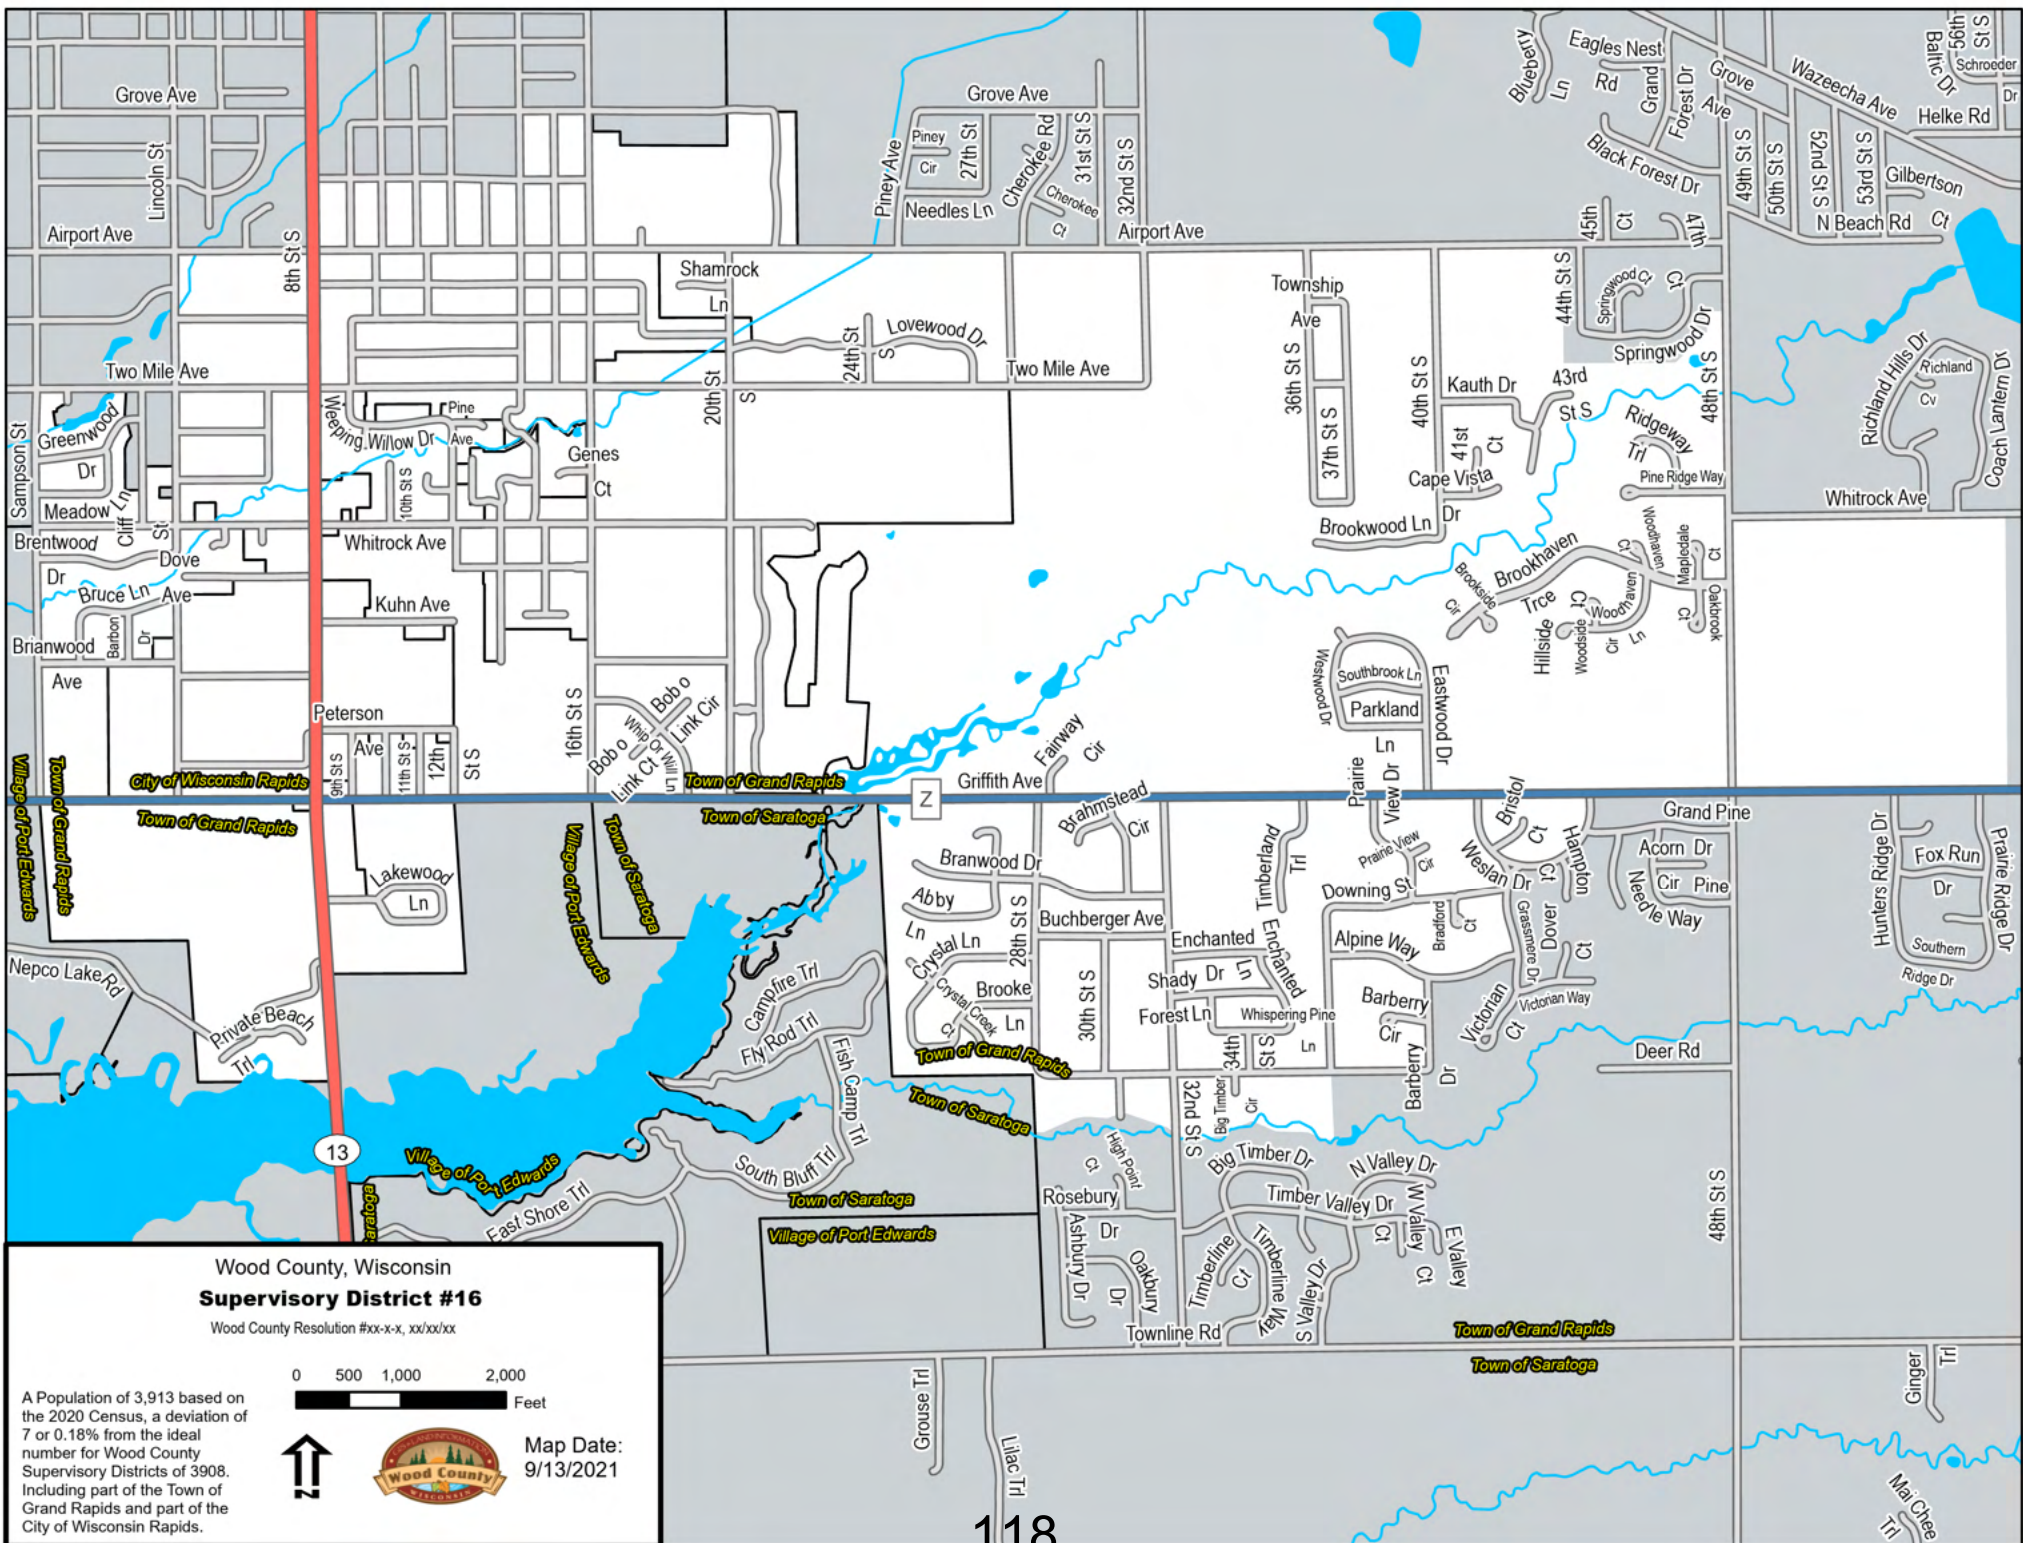 Grove Ave
Lincoln St
Airport Ave
8th St S
Two Mile Ave
Sampson St
Greenwood
Dr
Meadow Ln
Cliff
St
Brentwood
Dr
Dove
Ave
Bruce Ln
Barbon
Dr
Brianwood
Ave
Weeping Willow Dr
Pine
Ave
10th St S
Genes
Ct
Whitrock Ave
Kuhn Ave
Peterson
Ave
9th St S
11th St S
12th
St S
16th St S
Bob o
Link Cir
Whip Or Will Ln
Bob o
Link Ct
Shamrock
Ln
20th St
S
24th St
S
Lovewood Dr
Two Mile Ave
Piney Ave
Piney
Cir
Grove Ave
27th St
Cherokee Rd
31st St S
32nd St S
Needles Ln
Cherokee
Ct
Airport Ave
Blueberry
Ln
Eagles Nest
Rd
Grand
Forest Dr
Grove
Ave
Black Forest Dr
Wazeecha Ave
Baltic Dr
56th
St S
Schroeder
Dr
Helke Rd
49th St S
50th St S
52nd St S
53rd St S
Gilbertson
Ct
N Beach Rd
45th
Ct
47th
Ct
44th St S
Springwood Ct
Springwood Dr
48th St S
Township
Ave
36th St S
37th St S
40th St S
Kauth Dr
43rd
St S
41st
Ct
Cape Vista
Dr
Brookwood Ln
Ridgeway
Trl
Pine Ridge Way
Richland Hills Dr
Richland
Cv
Coach Lantern Dr
Whitrock Ave
Brookhaven
Trce
Brookside
Cir
Woodhaven
Ct
Mapledale
Ct
Oakbrook
Ct
Hillside
Ct
Woodside
Cir
Woodhaven
Ln
Westwood Dr
Southbrook Ln
Parkland
Ln
Eastwood Dr
Prairie
View Dr
Fairway
Cir
Griffith Ave
Z
Village of Port Edwards
Town of Grand Rapids
City of Wisconsin Rapids
Town of Grand Rapids
Town of Grand Rapids
Town of Saratoga
Village of Port Edwards
Town of Saratoga
Lakewood
Ln
Nepco Lake Rd
Private Beach
Trl
13
Village of Port Edwards
Saratoga
East Shore Trl
Campfire Trl
Fly Rod Trl
Fish Camp Trl
South Bluff Trl
Town of Saratoga
Village of Port Edwards
Brahmstead
Cir
Branwood Dr
Abby
Ln
28th St S
Buchberger Ave
Crystal Ln
Crystal Creek
Ct
Brooke
Ln
Town of Grand Rapids
Town of Saratoga
30th St S
Timberland
Trl
Enchanted
Ln
Enchanted
Shady Dr
Forest Ln
Whispering Pine
Ln
34th
St S
Big Timber
Cir
32nd St S
Prairie View
Cir
Downing St
Bradford
Ct
Alpine Way
Barberry
Cir
Barberry
Dr
Bristol
Ct
Weslan Dr
Hampton
Ct
Grassmere Dr
Dover
Ct
Victorian
Ct
Victorian Way
Grand Pine
Acorn Dr
Cir
Pine
Needle Way
Deer Rd
Hunters Ridge Dr
Fox Run
Dr
Prairie Ridge Dr
Southern
Ridge Dr
High Point
Ct
Rosebury
Dr
Ashbury Dr
Oakbury
Dr
Big Timber Dr
Timber Valley Dr
N Valley Dr
W Valley
Ct
E Valley
Ct
S Valley Dr
Timberline
Ct
Timberline Way
Townline Rd
48th St S
Town of Grand Rapids
Town of Saratoga
Grouse Trl
Lilac Trl
Ginger
Trl
Mai Chee
Trl
Wood County, Wisconsin
Supervisory District #16
Wood County Resolution #xx-x-x, xx/xx/xx
0 500 1,000 2,000
Feet
A Population of 3,913 based on
the 2020 Census, a deviation of
7 or 0.18% from the ideal
number for Wood County
Supervisory Districts of 3908.
Including part of the Town of
Grand Rapids and part of the
City of Wisconsin Rapids.
N
Wood County
WISCONSIN
Map Date:
9/13/2021
118